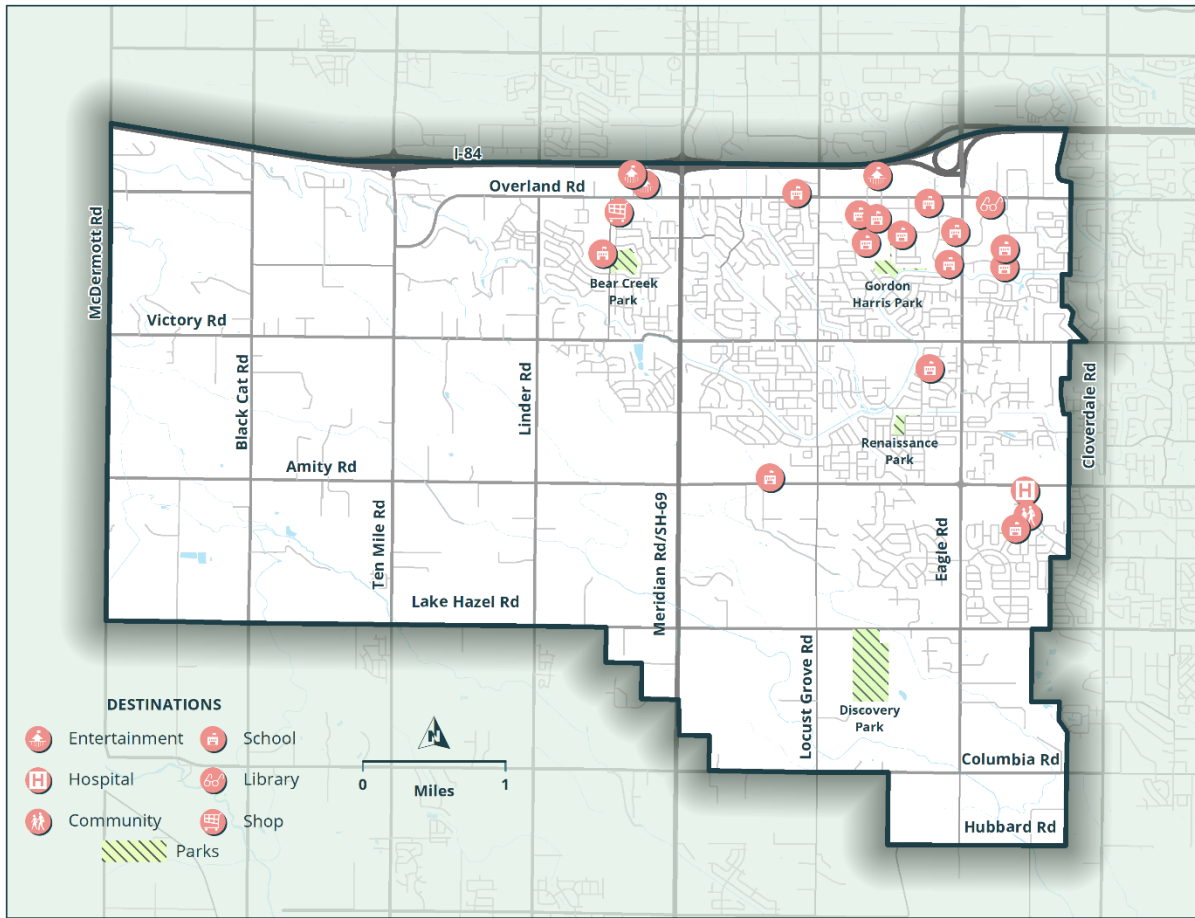 I-84
Overland Rd
McDermott Rd
Bear Creek
Park
Gordon
Harris Park
Victory Rd
Black Cat Rd
Linder Rd
Cloverdale Rd
Renaissance
Park
Amity Rd
H
Ten Mile Rd
Meridian Rd/SH-69
Eagle Rd
Lake Hazel Rd
Locust Grove Rd
Discovery
Park
Columbia Rd
Hubbard Rd
DESTINATIONS
Entertainment
School
H
Hospital
Library
Community
Shop
Parks
N
0
1
Miles